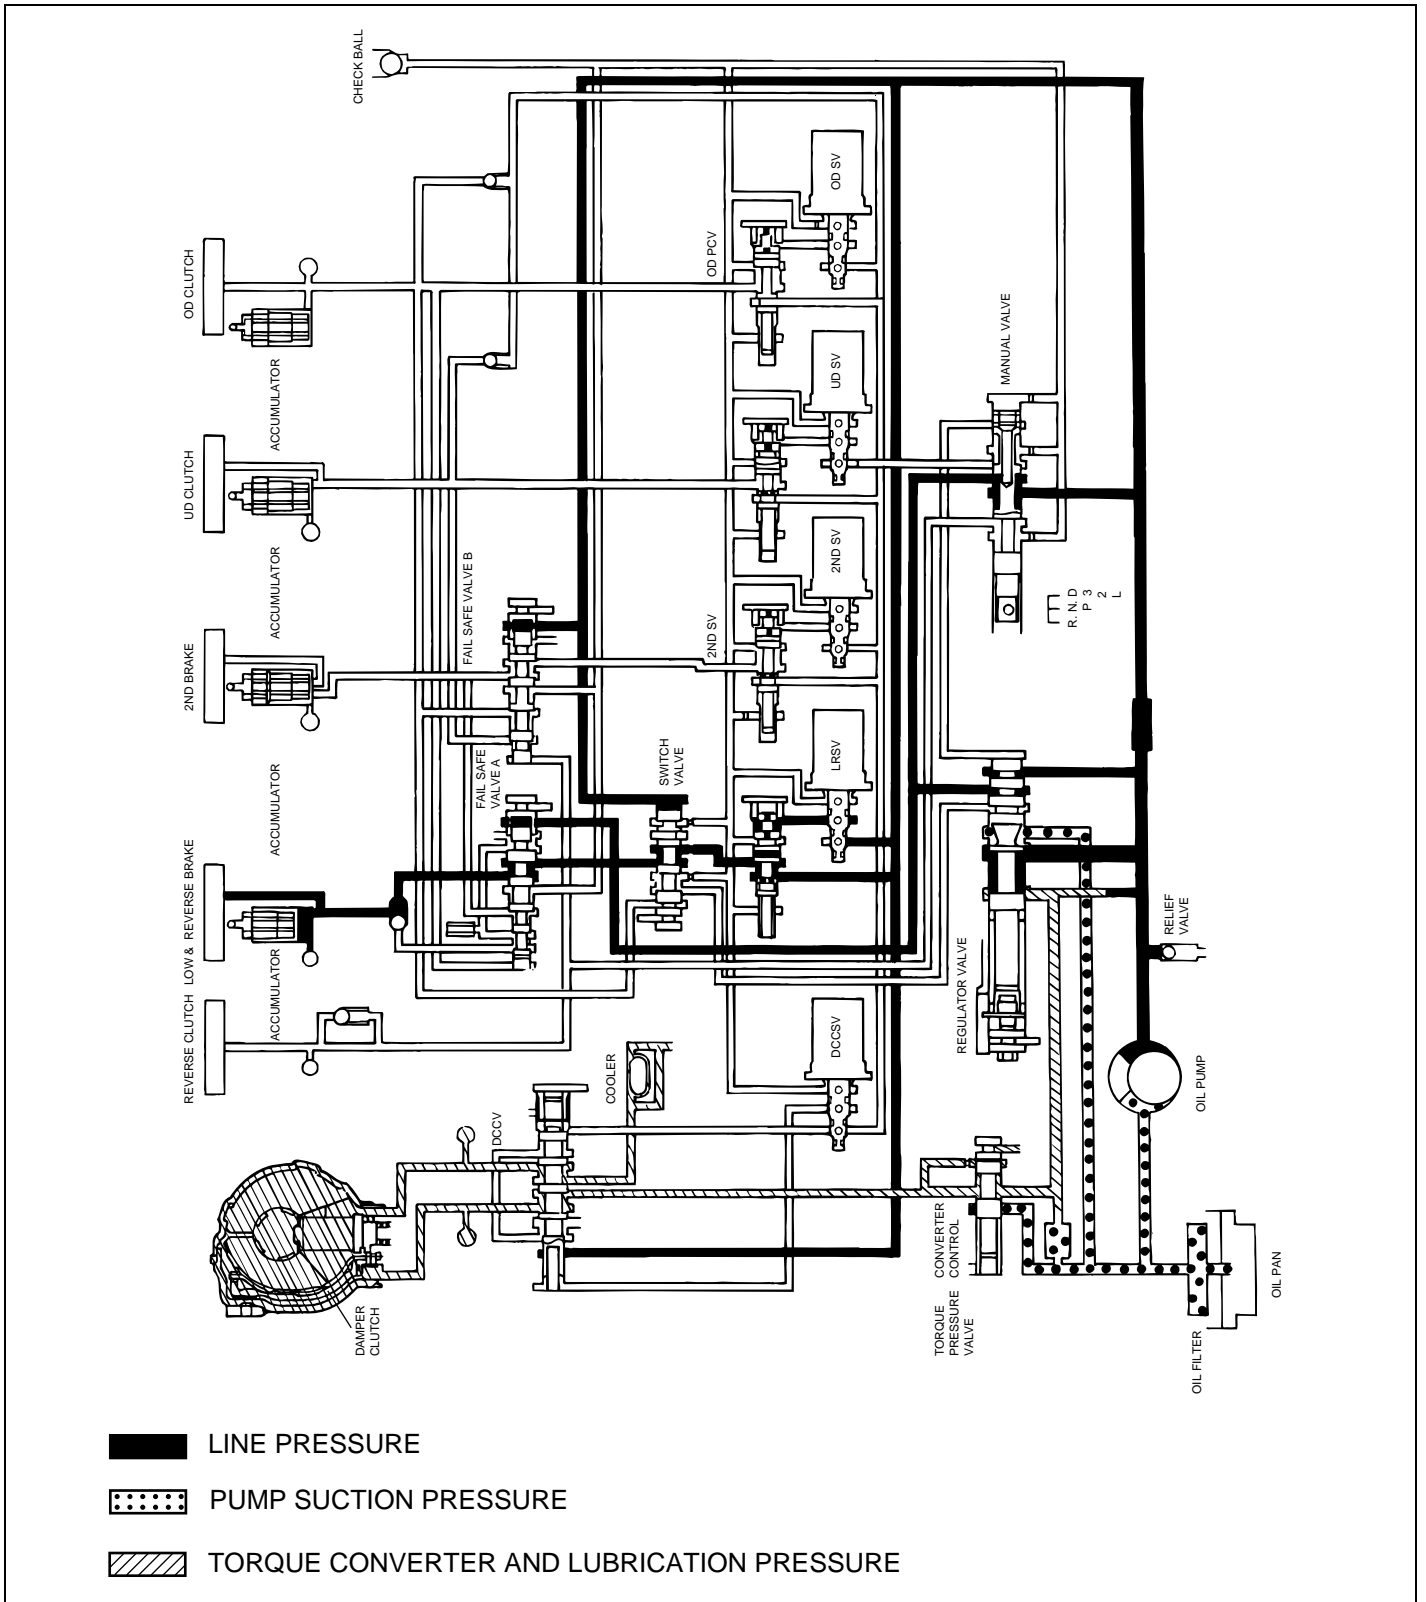 CHECK BALL
OD CLUTCH
ACCUMULATOR
UD CLUTCH
ACCUMULATOR
2ND BRAKE
ACCUMULATOR
LOW & REVERSE BRAKE
ACCUMULATOR
REVERSE CLUTCH
OD PCV
OD SV
UD SV
2ND SV
2ND SV
LRSV
DCCSV
MANUAL VALVE
R. N. D
P 3
2
L
FAIL SAFE VALVE B
FAIL SAFE
VALVE A
SWITCH
VALVE
REGULATOR VALVE
RELIEF
VALVE
OIL PUMP
COOLER
DCCV
DAMPER
CLUTCH
TORQUE CONVERTER
PRESSURE CONTROL
VALVE
OIL FILTER
OIL PAN
LINE PRESSURE
PUMP SUCTION PRESSURE
TORQUE CONVERTER AND LUBRICATION PRESSURE